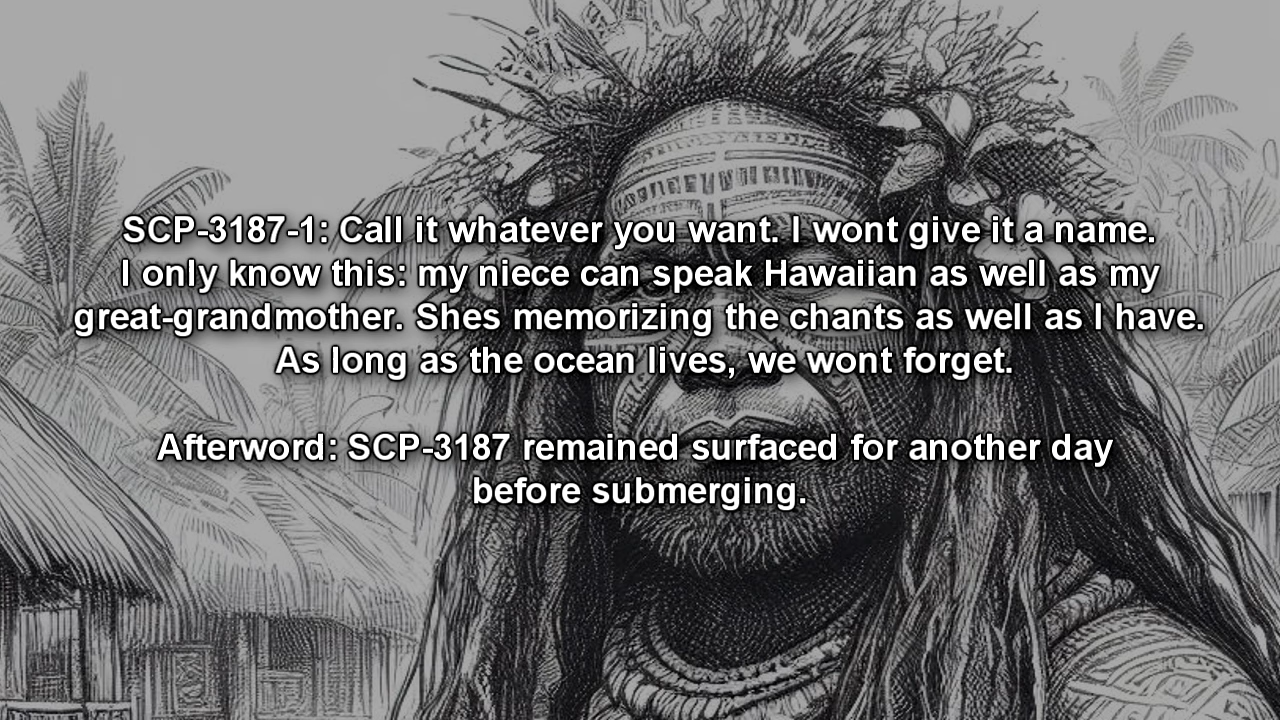 SCP-3187-1: Call it whatever you want. I wont give it a name.
I only know this: my niece can speak Hawaiian as well as my
great-grandmother. Shes memorizing the chants as well as I have.
As long as the ocean lives, we wont forget.
Afterword: SCP-3187 remained surfaced for another day
before submerging.